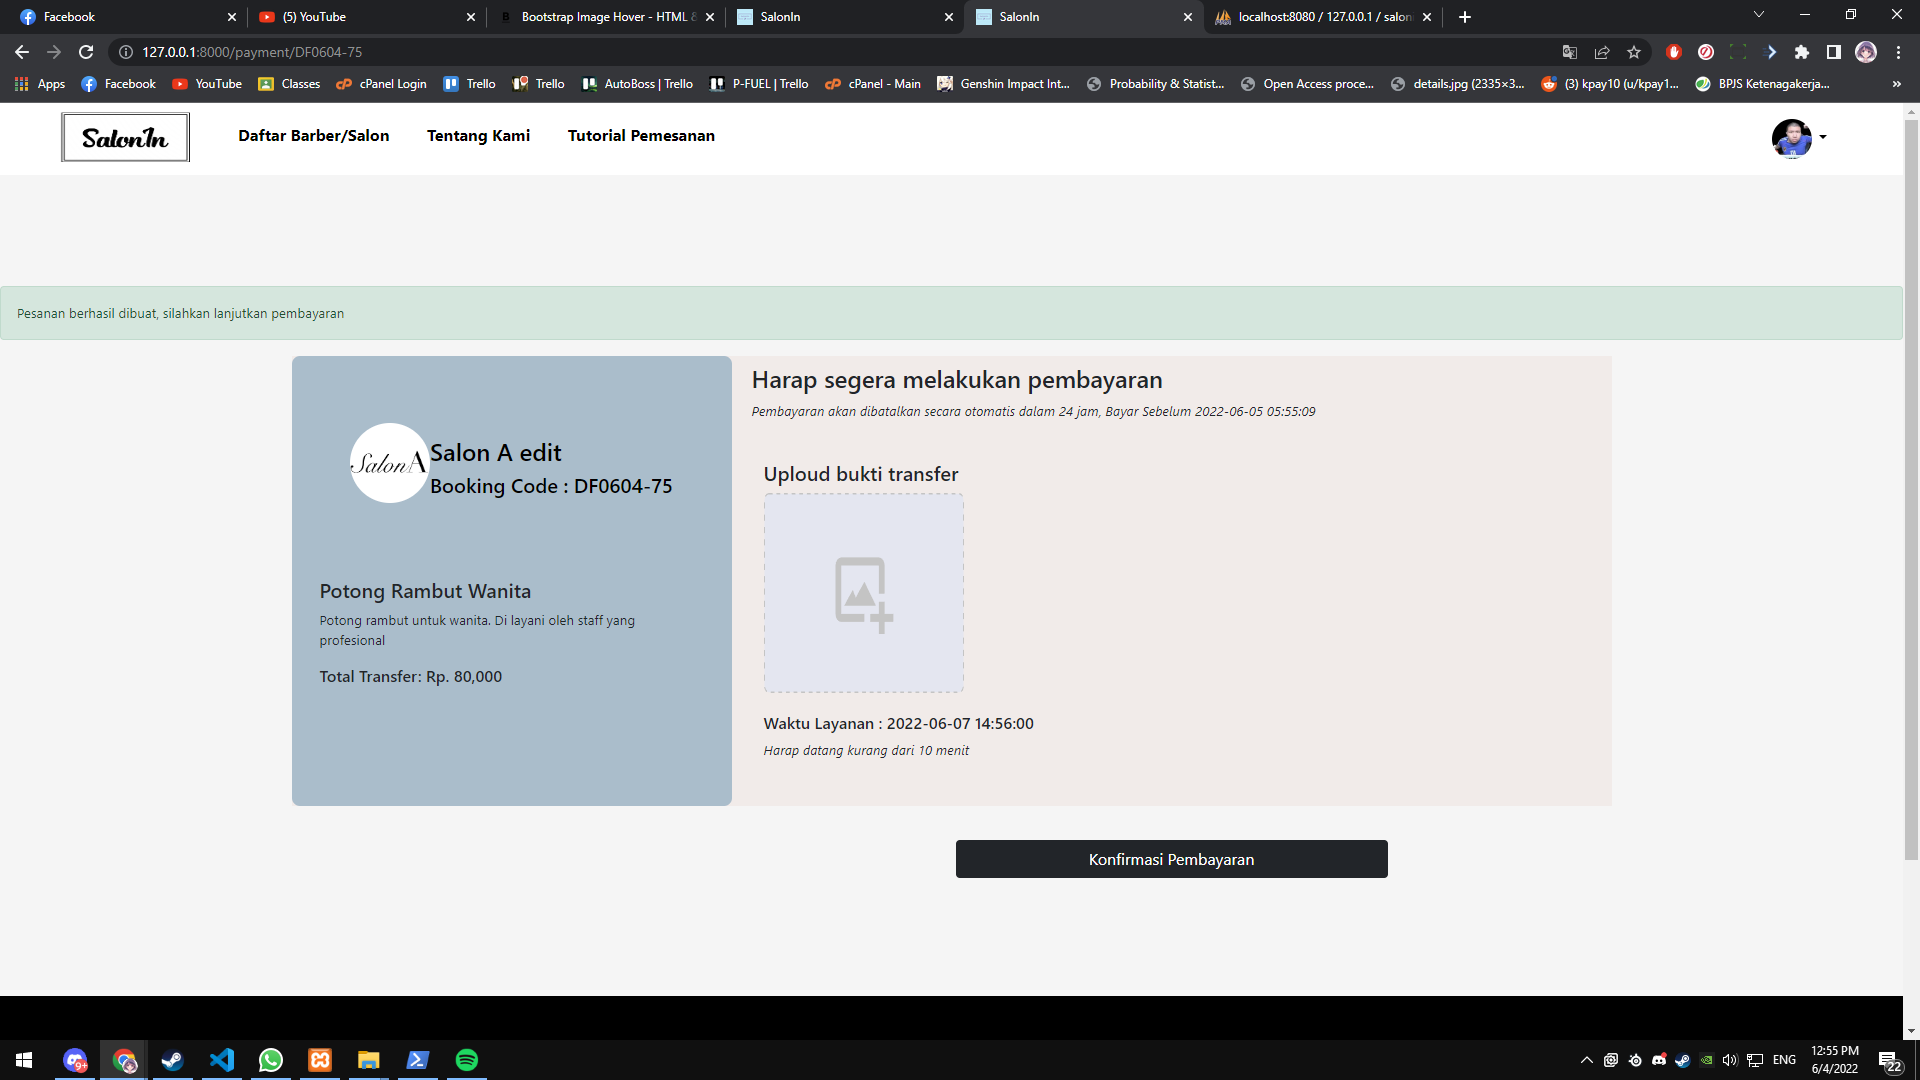 Facebook
(5) YouTube
Bootstrap Image Hover - HTML &
SalonIn
SalonIn
localhost:8080 / 127.0.0.1 / salon
127.0.0.1:8000/payment/DF0604-75
Apps
Facebook
YouTube
Classes
cPanel Login
Trello
Trello
AutoBoss | Trello
P-FUEL | Trello
cPanel - Main
Genshin Impact Int...
Probability & Statist...
Open Access proce...
details.jpg (2335×3...
(3) kpay10 (u/kpay1...
BPJS Ketenagakerja...
»
SalonIn
Daftar Barber/Salon
Tentang Kami
Tutorial Pemesanan
Pesanan berhasil dibuat, silahkan lanjutkan pembayaran
Salon A
Salon A edit
Booking Code : DF0604-75
Potong Rambut Wanita
Potong rambut untuk wanita. Di layani oleh staff yang
profesional
Total Transfer: Rp. 80,000
Harap segera melakukan pembayaran
Pembayaran akan dibatalkan secara otomatis dalam 24 jam, Bayar Sebelum 2022-06-05 05:55:09
Uploud bukti transfer
Waktu Layanan : 2022-06-07 14:56:00
Harap datang kurang dari 10 menit
Konfirmasi Pembayaran
9+
ENG
12:55 PM
6/4/2022
22